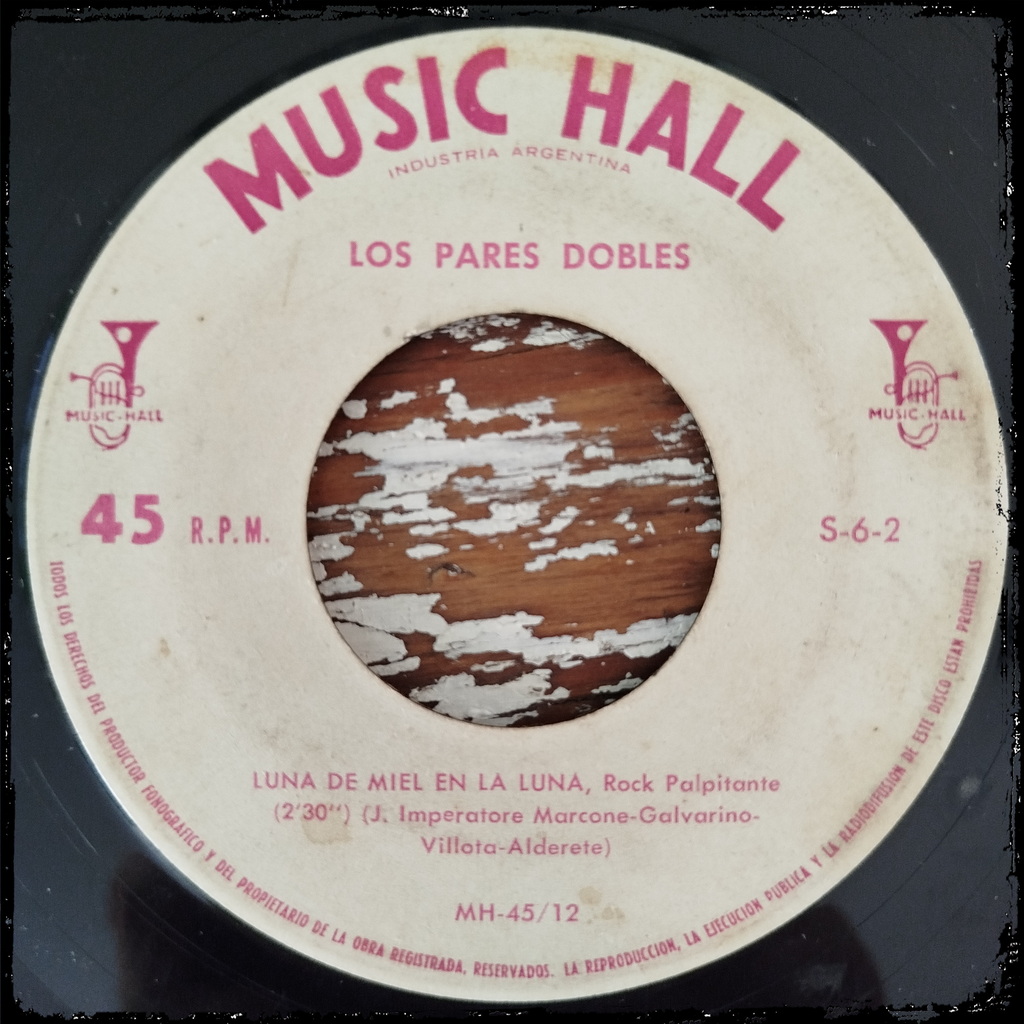 MUSIC HALL
INDUSTRIA ARGENTINA
LOS PARES DOBLES
MUSIC-HALL
MUSIC-HALL
45 R.P.M.
S-6-2
LUNA DE MIEL EN LA LUNA, Rock Palpitante
(2'30'') (J. Imperatore Marcone-Galvarino-
Villota-Alderete)
MH-45/12
TODOS LOS DERECHOS DEL PRODUCTOR FONOGRAFICO Y DEL PROPIETARIO DE LA OBRA REGISTRADA, RESERVADOS. LA REPRODUCCION, LA EJECUCION PUBLICA Y LA RADIODIFUSION DE ESTE DISCO ESTAN PROHIBIDAS